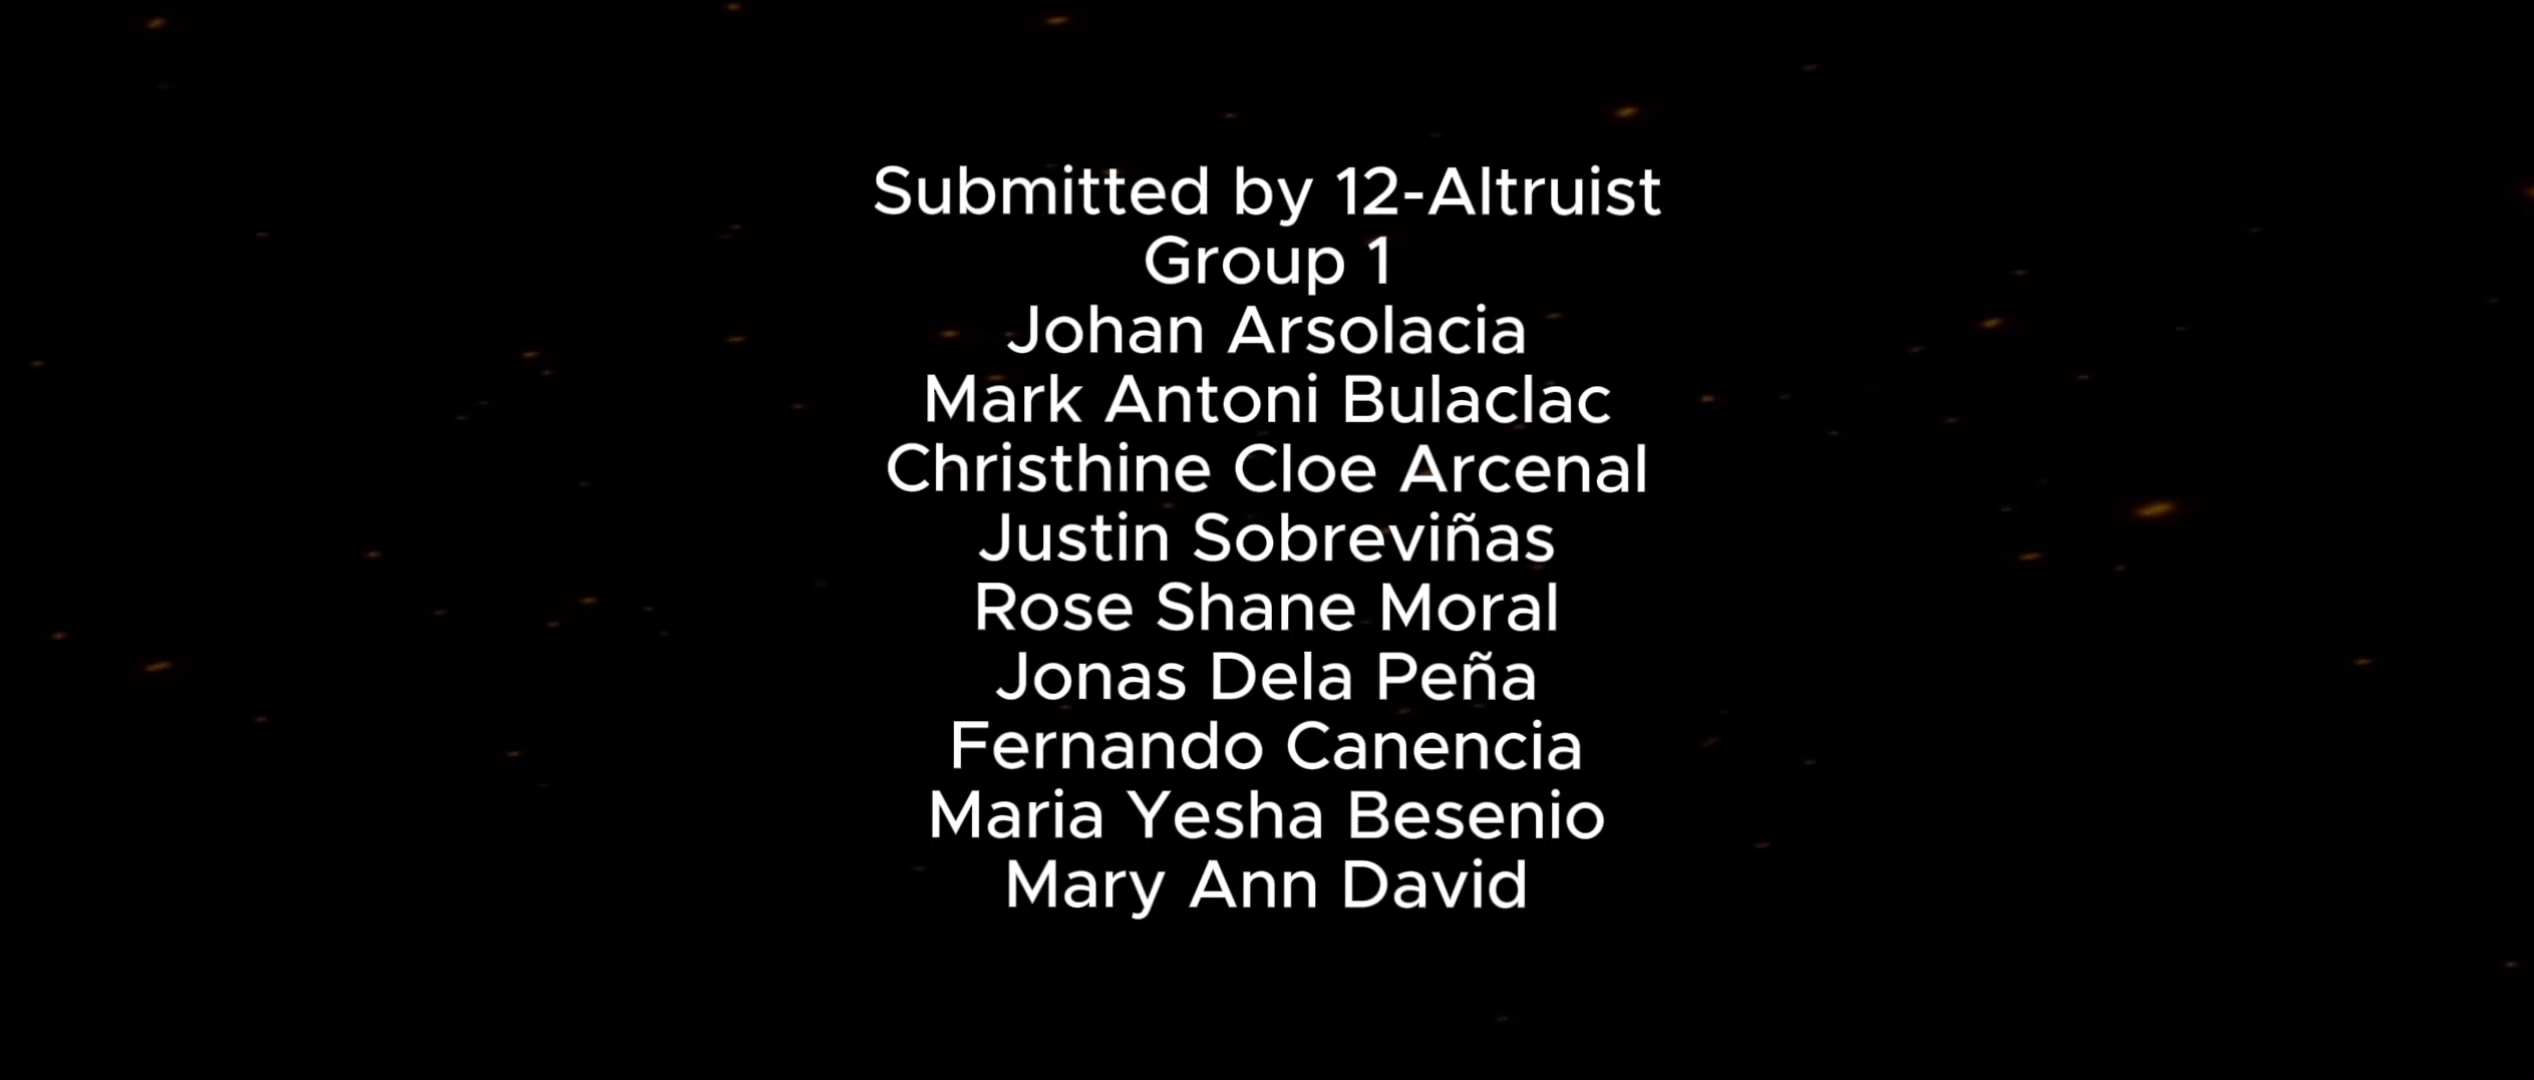 Submitted by 12-Altruist
Group 1
Johan Arsolacia
Mark Antoni Bulaclac
Christhine Cloe Arcenal
Justin Sobreviñas
Rose Shane Moral
Jonas Dela Peña
Fernando Canencia
Maria Yesha Besenio
Mary Ann David